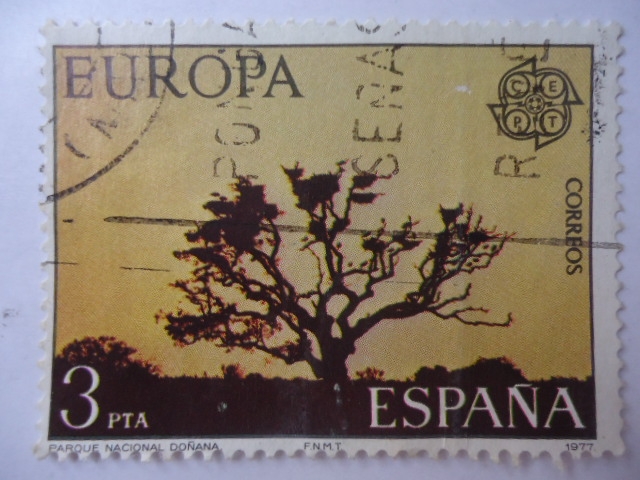 EUROPA
CEPT
CORREOS
3 PTA
ESPAÑA
PARQUE NACIONAL DOÑANA F.N.M.T 1977